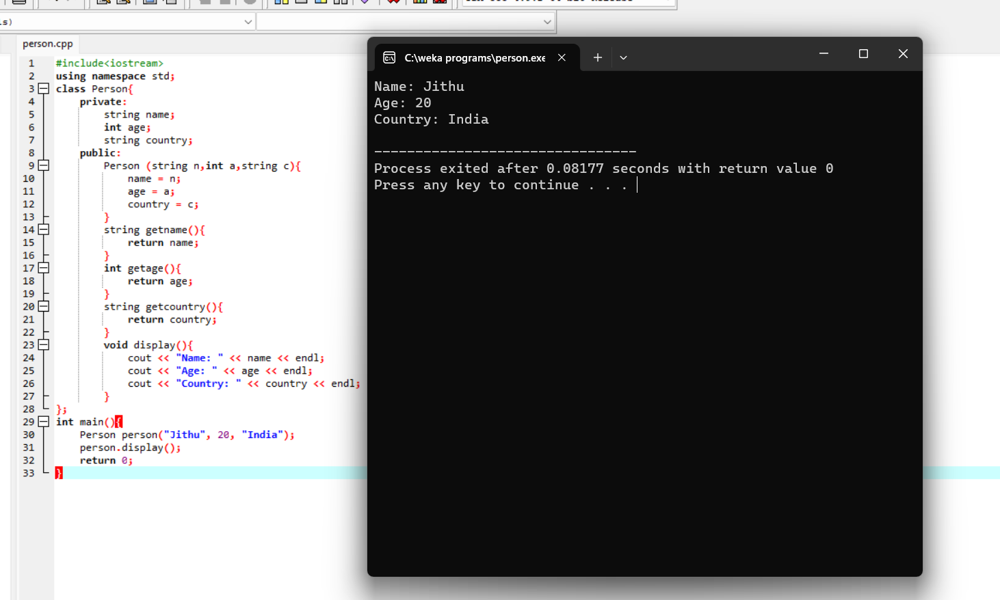 s)
person.cpp
1 #include<iostream>
2 using namespace std;
3 class Person{
4     private:
5         string name;
6         int age;
7         string country;
8     public:
9         Person (string n,int a,string c){
10             name = n;
11             age = a;
12             country = c;
13         }
14         string getname(){
15             return name;
16         }
17         int getage(){
18             return age;
19         }
20         string getcountry(){
21             return country;
22         }
23         void display(){
24             cout << "Name: " << name << endl;
25             cout << "Age: " << age << endl;
26             cout << "Country: " << country << endl;
27         }
28 };
29 int main(){
30     Person person("Jithu", 20, "India");
31     person.display();
32     return 0;
33 }
C:\weka programs\person.exe
Name: Jithu
Age: 20
Country: India
--------------------------------
Process exited after 0.08177 seconds with return value 0
Press any key to continue . . .